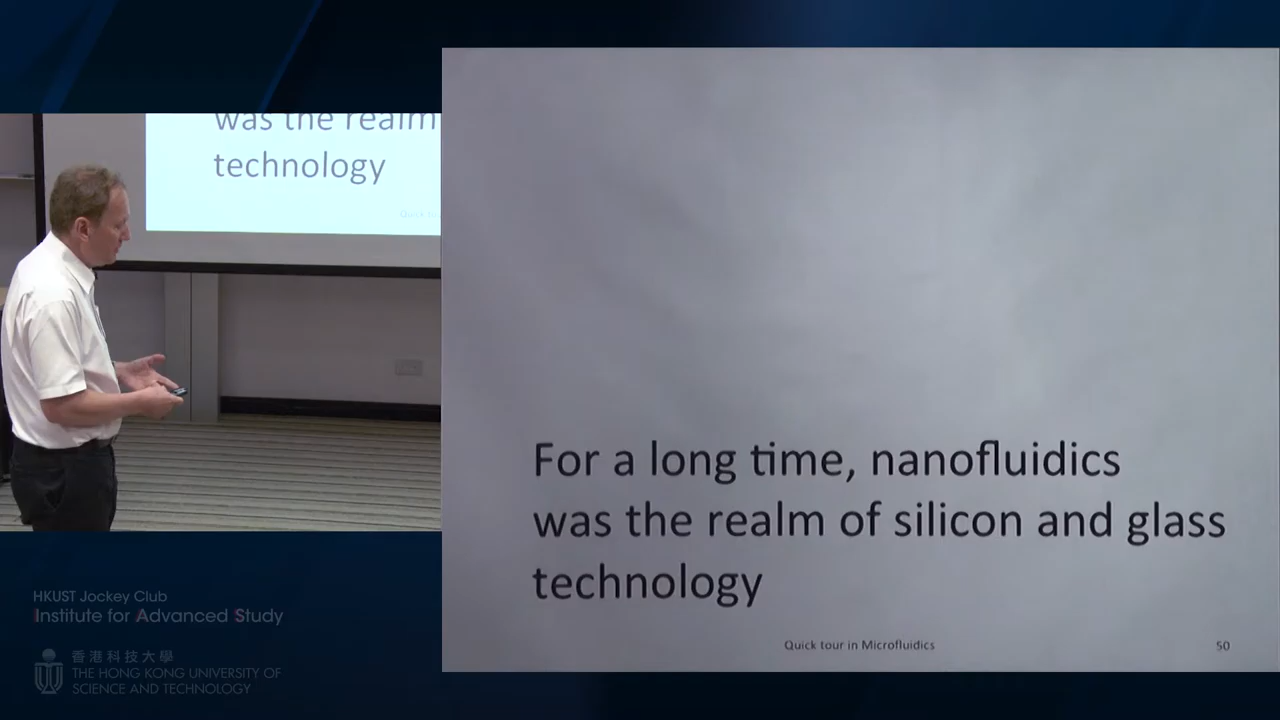 was the realm
technology
Quick to
For a long time, nanofluidics
was the realm of silicon and glass
technology
Quick tour in Microfluidics
50
HKUST Jockey Club
Institute for Advanced Study
香港科技大學
THE HONG KONG UNIVERSITY OF
SCIENCE AND TECHNOLOGY